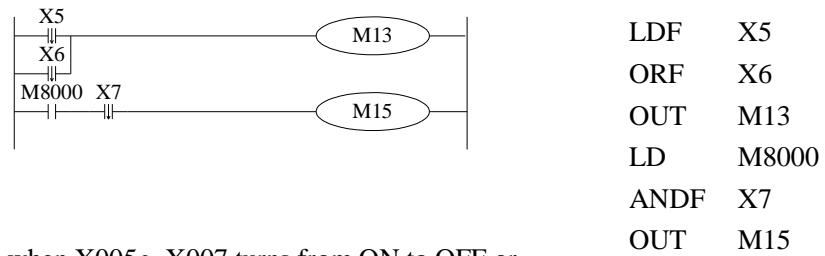 X5
M13
X6
M8000 X7
M15
LDF X5
ORF X6
OUT M13
LD M8000
ANDF X7
OUT M15